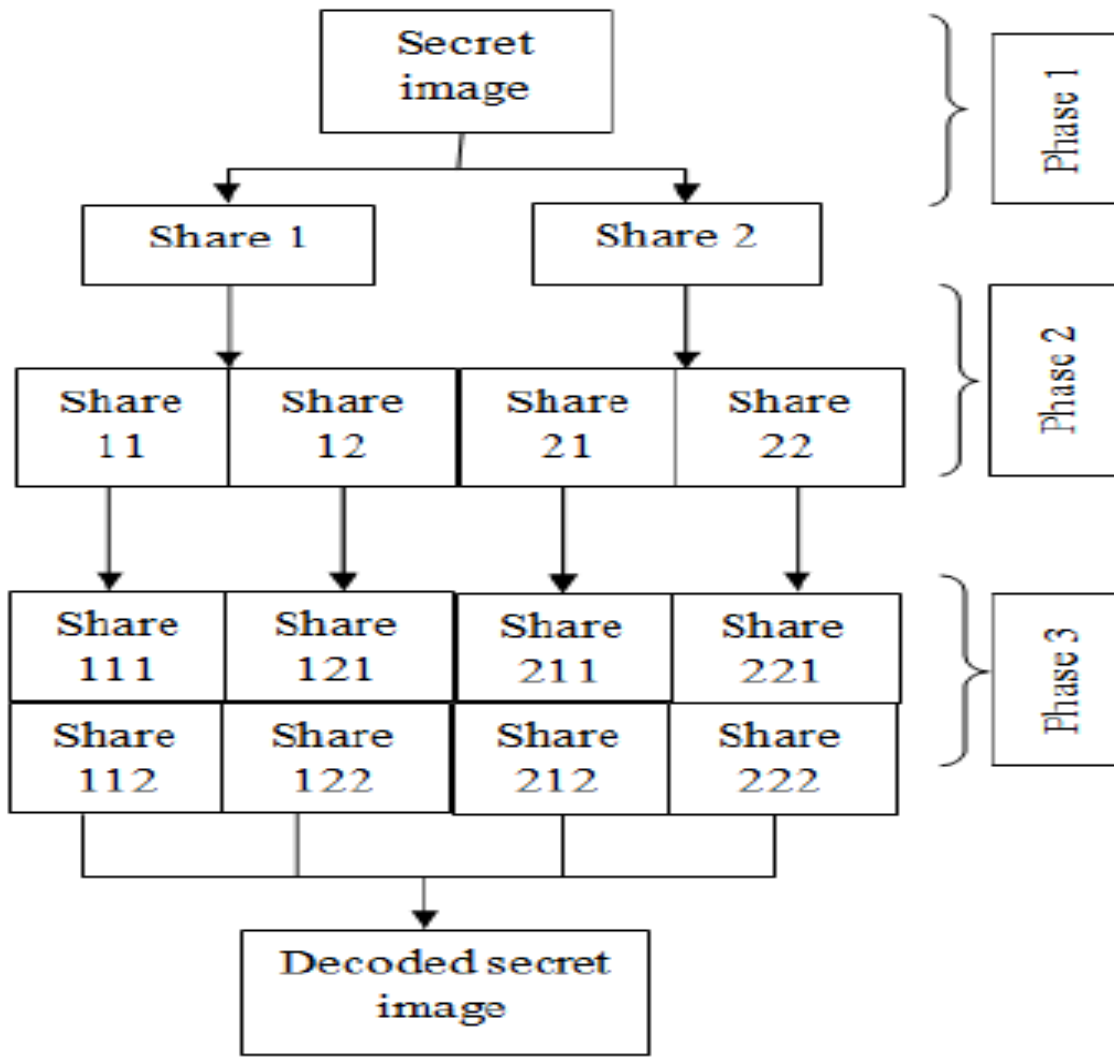 Secret
image
Phase 1
Share 1
Share 2
Phase 2
Share
11
Share
12
Share
21
Share
22
Phase 3
Share
111
Share
121
Share
211
Share
221
Share
112
Share
122
Share
212
Share
222
Decoded secret
image